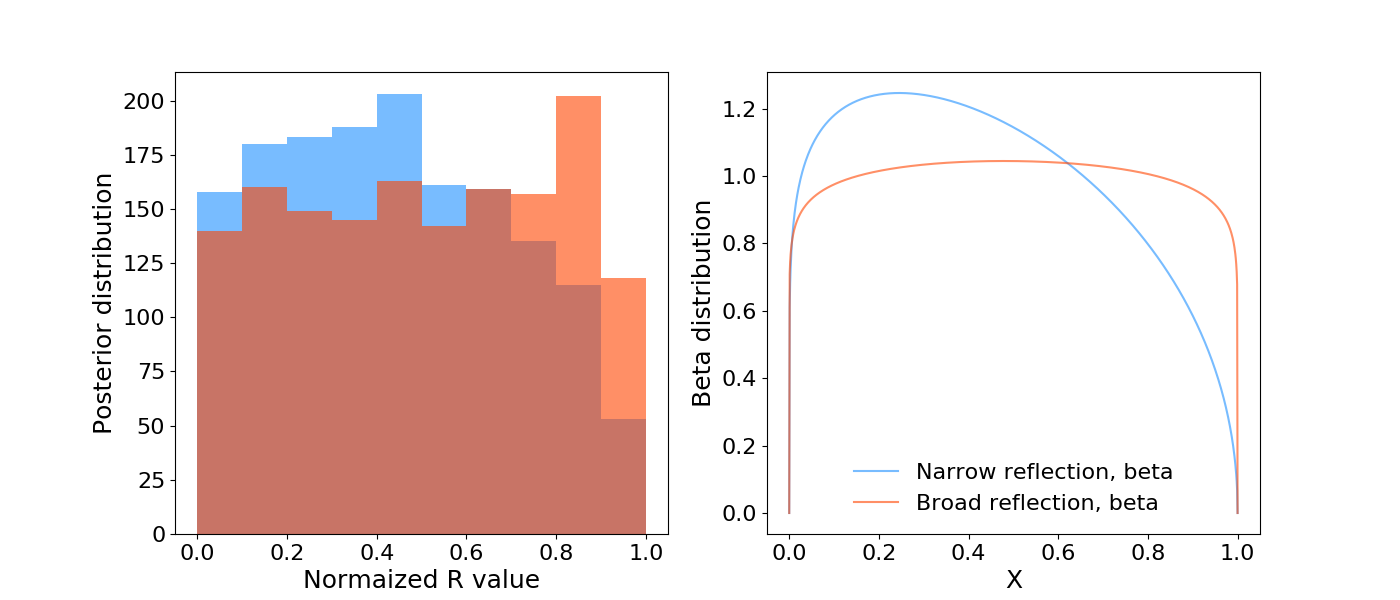 Posterior distribution
200
175
150
125
100
75
50
25
0
0.0 0.2 0.4 0.6 0.8 1.0
Normaized R value
Beta distribution
1.2
1.0
0.8
0.6
0.4
0.2
0.0
Narrow reflection, beta
Broad reflection, beta
0.0 0.2 0.4 0.6 0.8 1.0
X